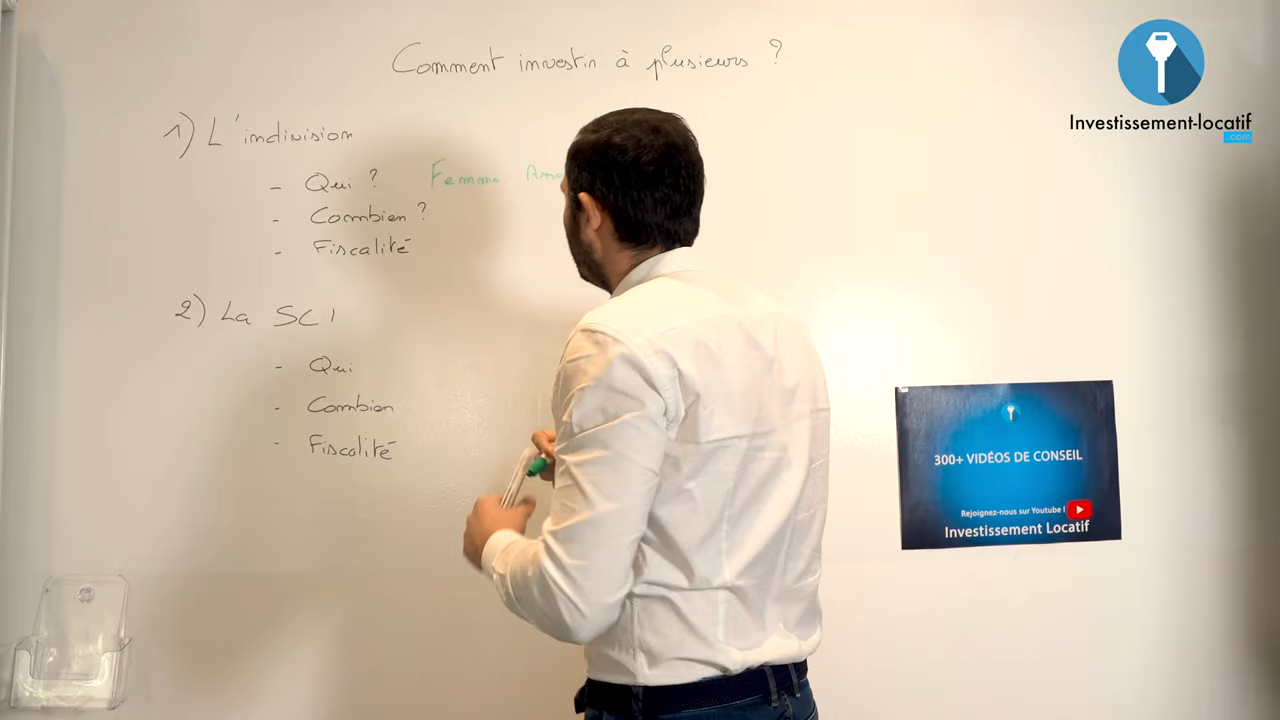 Comment investir à plusieurs ?
Investissement-locatif
.com
1) L'indivision
- Qui ? Femme
- Combien ?
- Fiscalité
2) La SCI
- Qui
- Combien
- Fiscalité
300+ VIDÉOS DE CONSEIL
Rejoignez-nous sur Youtube !
Investissement Locatif